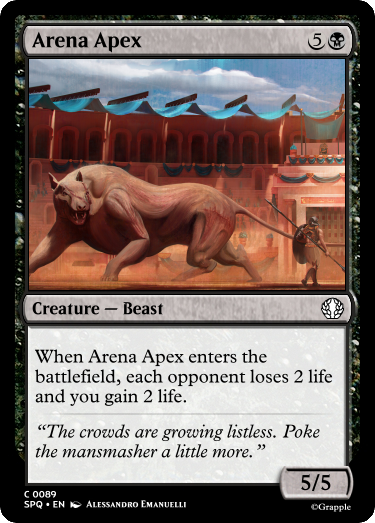 Arena Apex 5
Creature — Beast
When Arena Apex enters the
battlefield, each opponent loses 2 life
and you gain 2 life.
“The crowds are growing listless. Poke
the mansmasher a little more.”
5/5
C 0089
SPQ • EN Alessandro Emanuelli
©Grapple